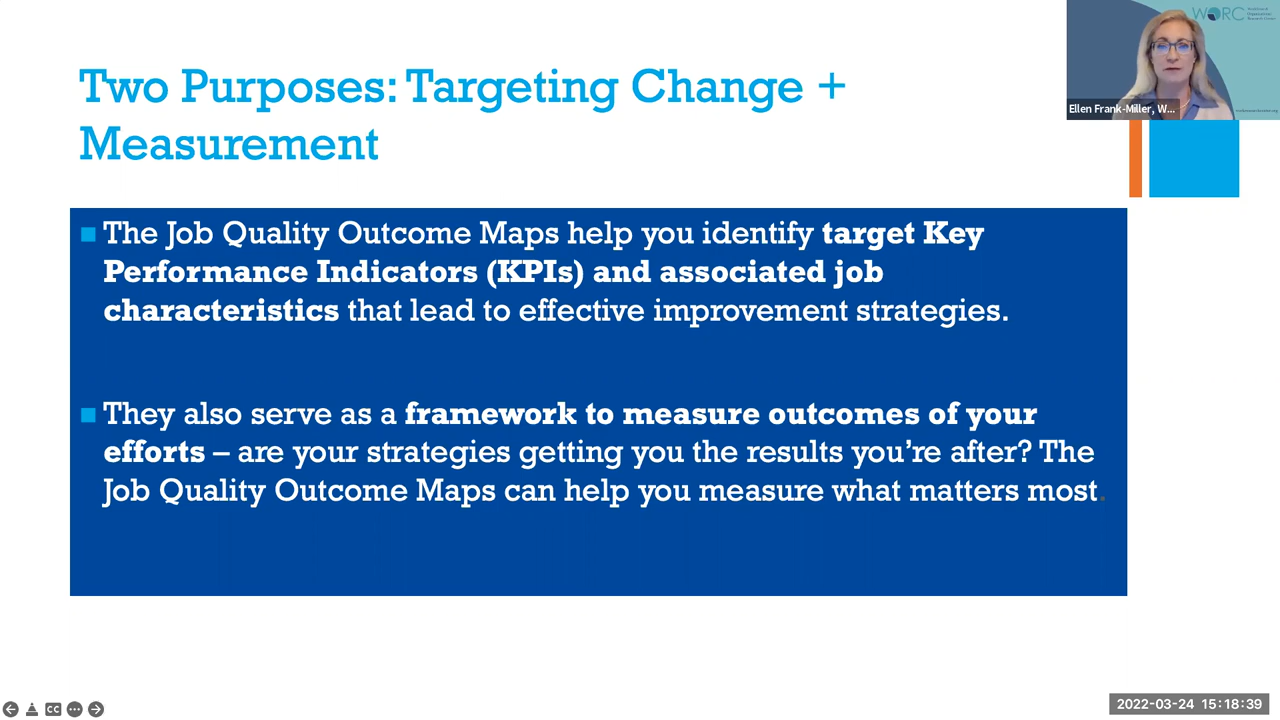 Two Purposes: Targeting Change +
Measurement
The Job Quality Outcome Maps help you identify target Key
Performance Indicators (KPIs) and associated job
characteristics that lead to effective improvement strategies.
They also serve as a framework to measure outcomes of your
efforts – are your strategies getting you the results you’re after? The
Job Quality Outcome Maps can help you measure what matters most.
WORC
Ellen Frank-Miller, W...
CC
2022-03-24 15:18:39